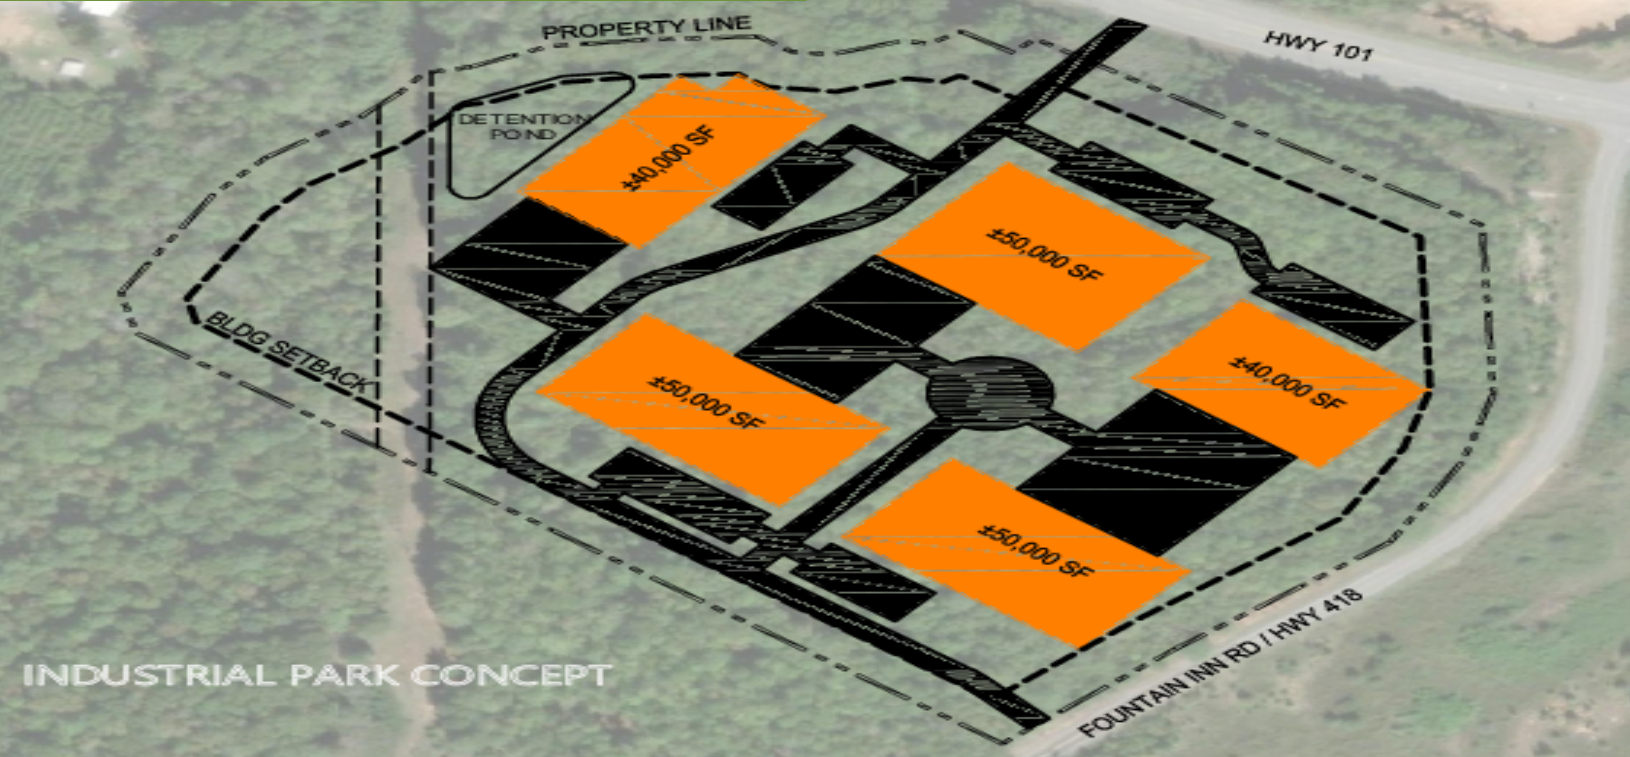 PROPERTY LINE
HWY 101
DETENTION
POND
±40,000 SF
±50,000 SF
BLDG SETBACK
±50,000 SF
±40,000 SF
±50,000 SF
INDUSTRIAL PARK CONCEPT
FOUNTAIN INN RD / HWY 418